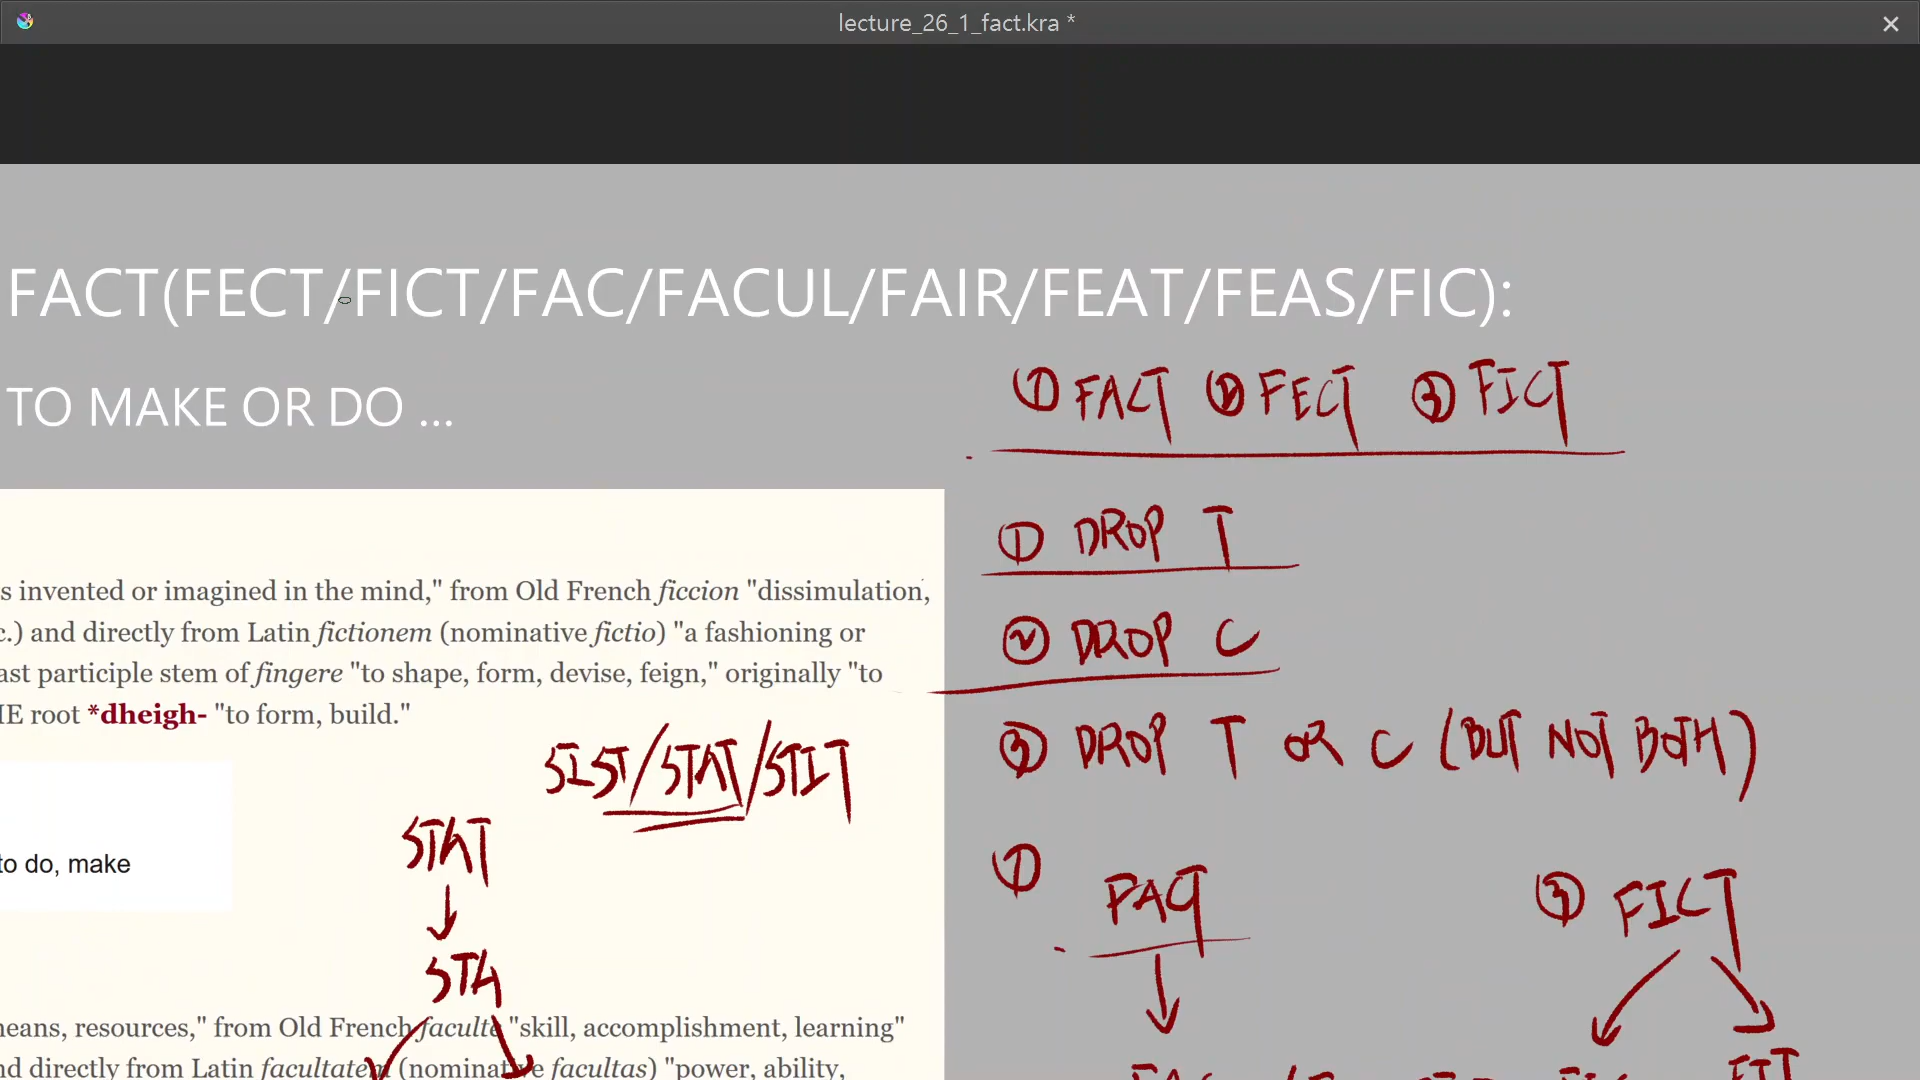 lecture_26_1_fact.kra *
FACT(FECT/FICT/FAC/FACUL/FAIR/FEAT/FEAS/FIC):
TO MAKE OR DO ...
① FACT ② FECT ③ FICT
① DROP T
② DROP C
③ DROP T OR C (BUT NOT BOTH)
s invented or imagined in the mind," from Old French ficcion "dissimulation,
c.) and directly from Latin fictionem (nominative fictio) "a fashioning or
ast participle stem of fingere "to shape, form, devise, feign," originally "to
IE root *dheigh- "to form, build."
SIST/STAT/STIT
STAT
to do, make
STA
① FACT
③ FICT
neans, resources," from Old French faculte "skill, accomplishment, learning"
nd directly from Latin facultatem (nominative facultas) "power, ability,
FIT